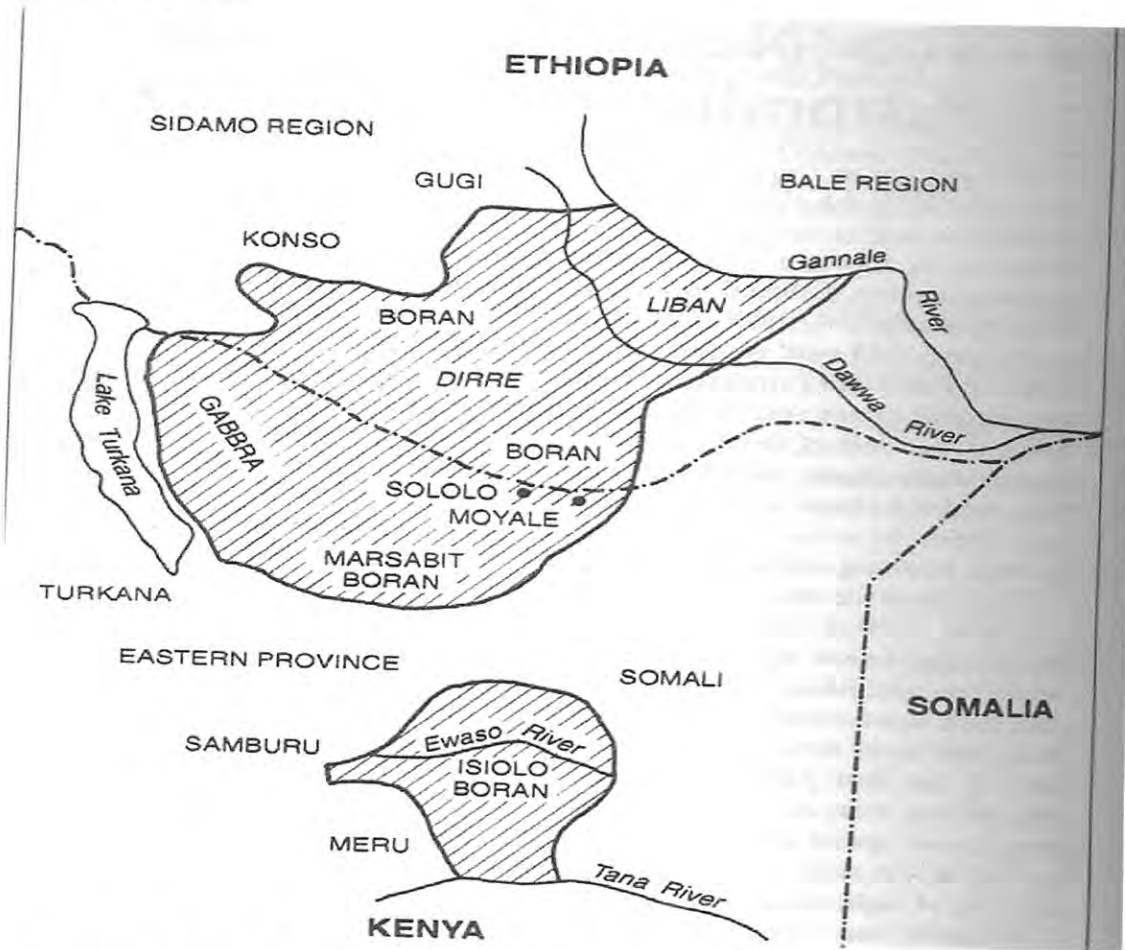 ETHIOPIA
SIDAMO REGION
GUGI
BALE REGION
KONSO
Gannale
River
LIBAN
BORAN
DIRRE
Dawwa
River
Lake Turkana
GABBRA
BORAN
SOLOLO
MOYALE
MARSABIT
BORAN
TURKANA
EASTERN PROVINCE
SOMALI
SOMALIA
SAMBURU
Ewaso River
ISIOLO
BORAN
MERU
Tana River
KENYA